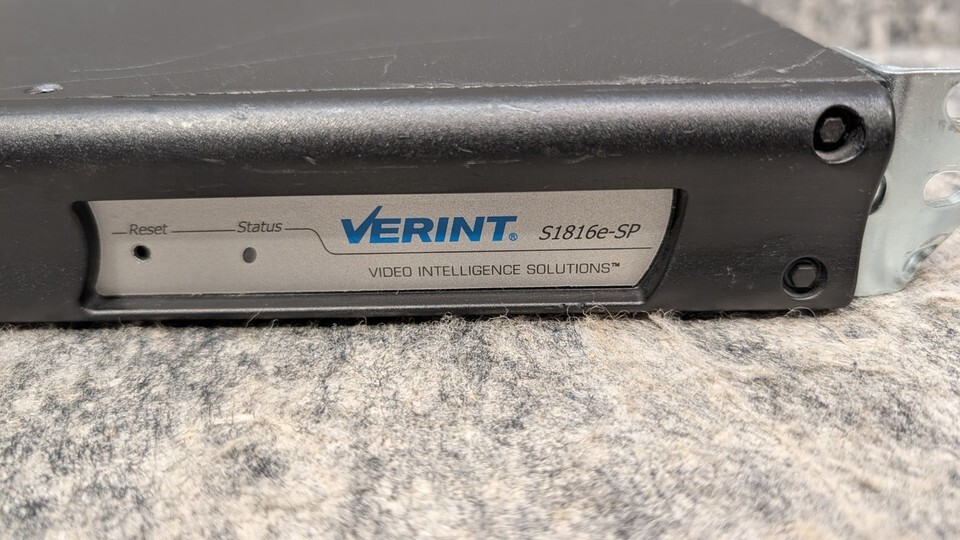 Reset Status VERINT® S1816e-SP
VIDEO INTELLIGENCE SOLUTIONS™